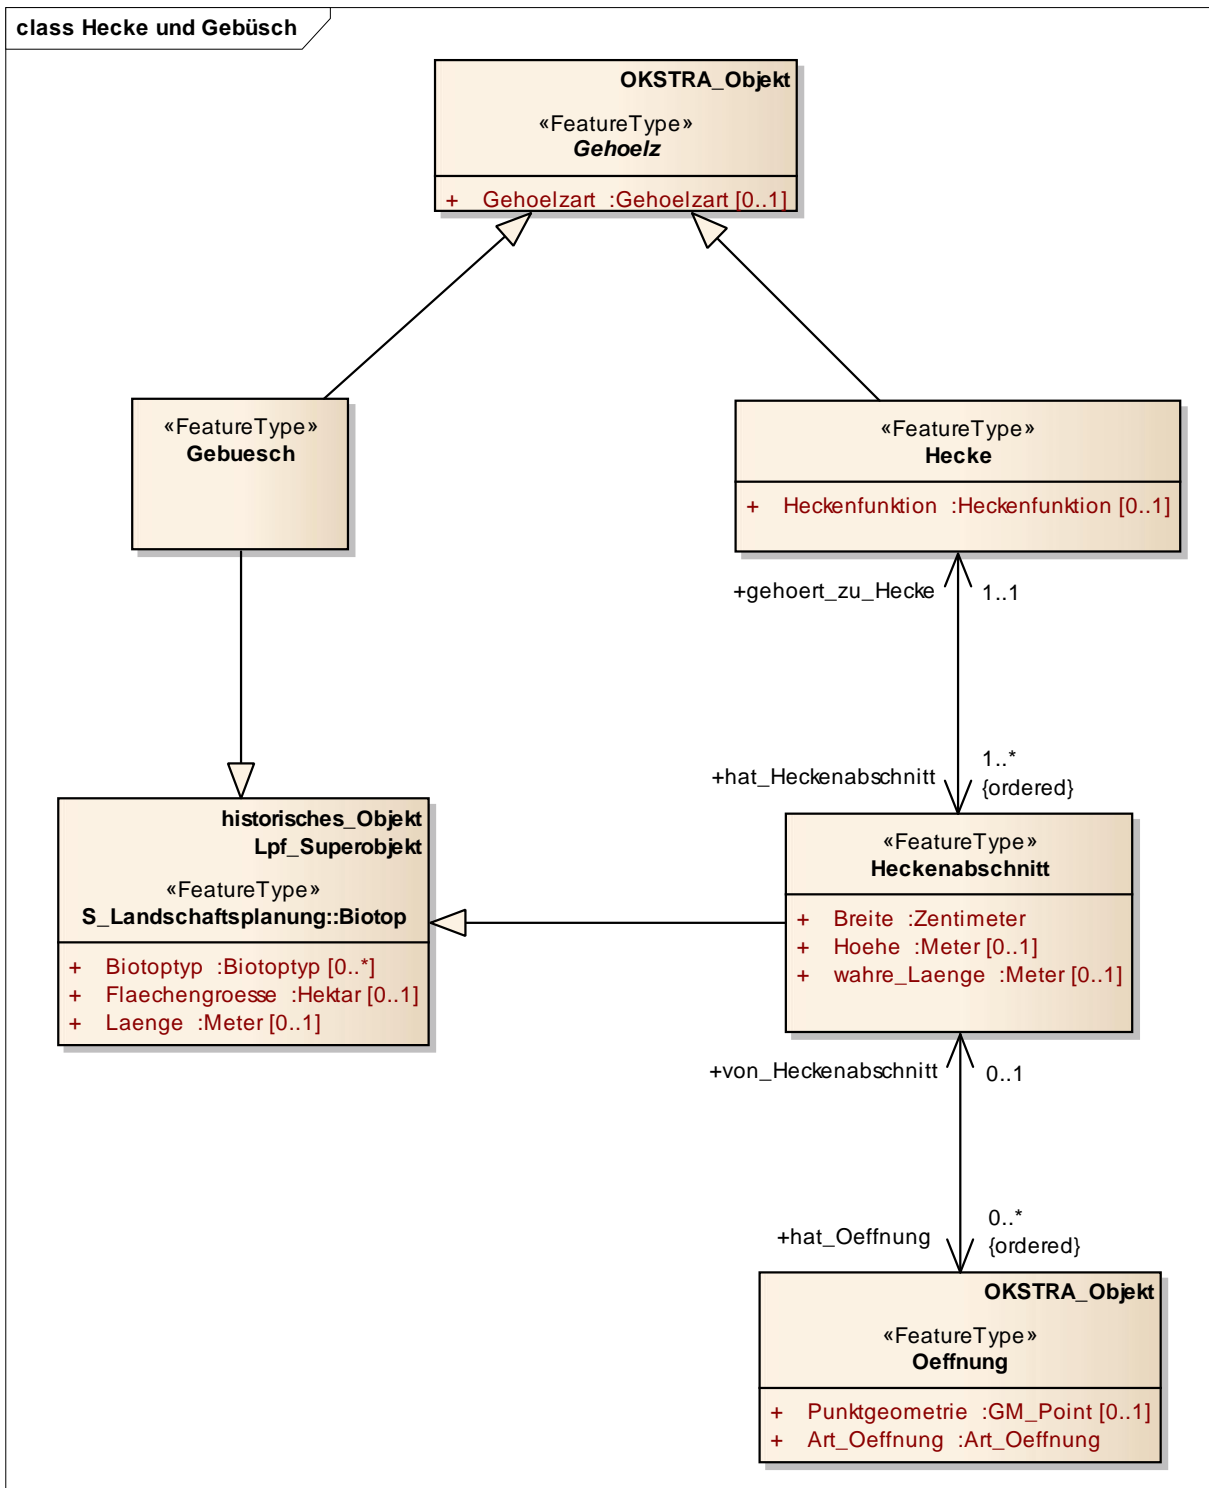 class Hecke und Gebüsch
OKSTRA_Objekt
«FeatureType»
Gehoelz
+ Gehoelzart :Gehoelzart [0..1]
«FeatureType»
Gebuesch
«FeatureType»
Hecke
+ Heckenfunktion :Heckenfunktion [0..1]
+gehoert_zu_Hecke 1..1
1..*
+hat_Heckenabschnitt
{ordered}
historisches_Objekt
Lpf_Superobjekt
«FeatureType»
S_Landschaftsplanung::Biotop
+ Biotoptyp :Biotoptyp [0..*]
+ Flaechengroesse :Hektar [0..1]
+ Laenge :Meter [0..1]
«FeatureType»
Heckenabschnitt
+ Breite :Zentimeter
+ Hoehe :Meter [0..1]
+ wahre_Laenge :Meter [0..1]
+von_Heckenabschnitt 0..1
0..*
+hat_Oeffnung
{ordered}
OKSTRA_Objekt
«FeatureType»
Oeffnung
+ Punktgeometrie :GM_Point [0..1]
+ Art_Oeffnung :Art_Oeffnung